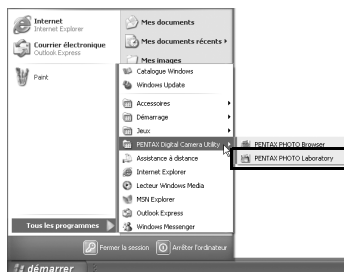 Internet
Internet Explorer
Courrier électronique
Outlook Express
Paint
Mes documents
Mes documents récents
Mes images
Catalogue Windows
Windows Update
Accessoires
Démarrage
Jeux
PENTAX Digital Camera Utility
Assistance à distance
Internet Explorer
Lecteur Windows Media
MSN Explorer
Outlook Express
Windows Messenger
PENTAX PHOTO Browser
PENTAX PHOTO Laboratory
Tous les programmes
Fermer la session
Arrêter l'ordinateur
démarrer